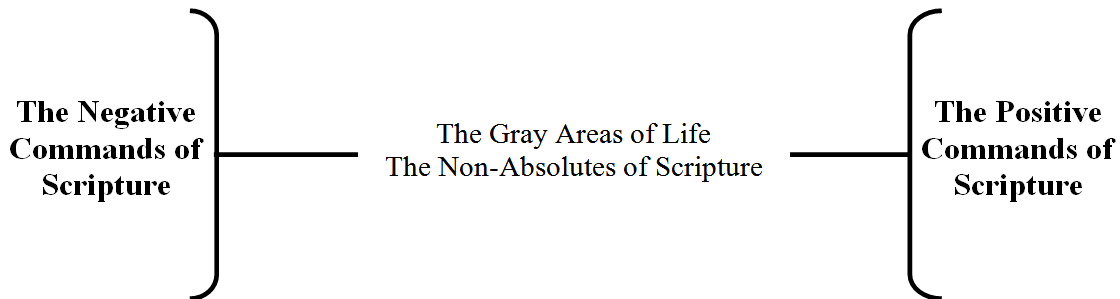 The Negative
Commands of
Scripture
The Gray Areas of Life
The Non-Absolutes of Scripture
The Positive
Commands of
Scripture